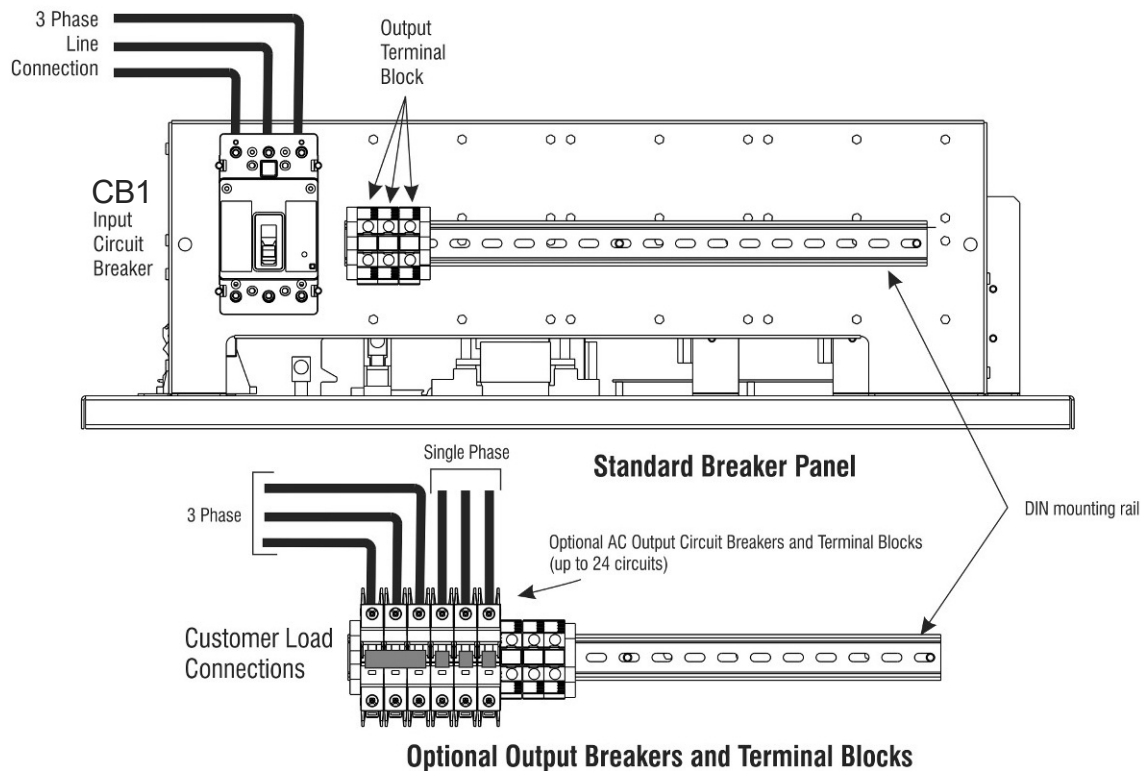 3 Phase
Line
Connection
Output
Terminal
Block
CB1
Input
Circuit
Breaker
Standard Breaker Panel
Single Phase
3 Phase
DIN mounting rail
Optional AC Output Circuit Breakers and Terminal Blocks
(up to 24 circuits)
Customer Load
Connections
Optional Output Breakers and Terminal Blocks